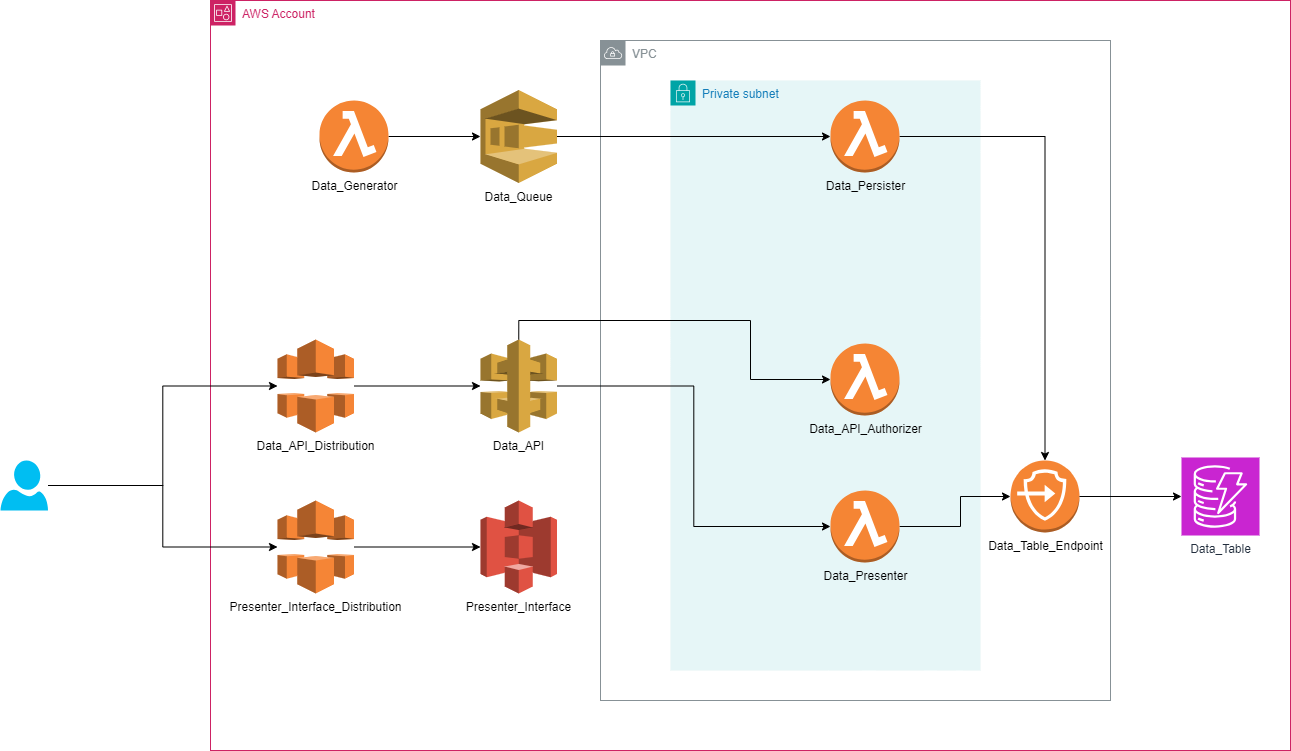 AWS Account
VPC
Private subnet
Data_Generator
Data_Queue
Data_Persister
Data_API_Distribution
Data_API
Data_API_Authorizer
Data_Table_Endpoint
Data_Table
Data_Presenter
Presenter_Interface_Distribution
Presenter_Interface